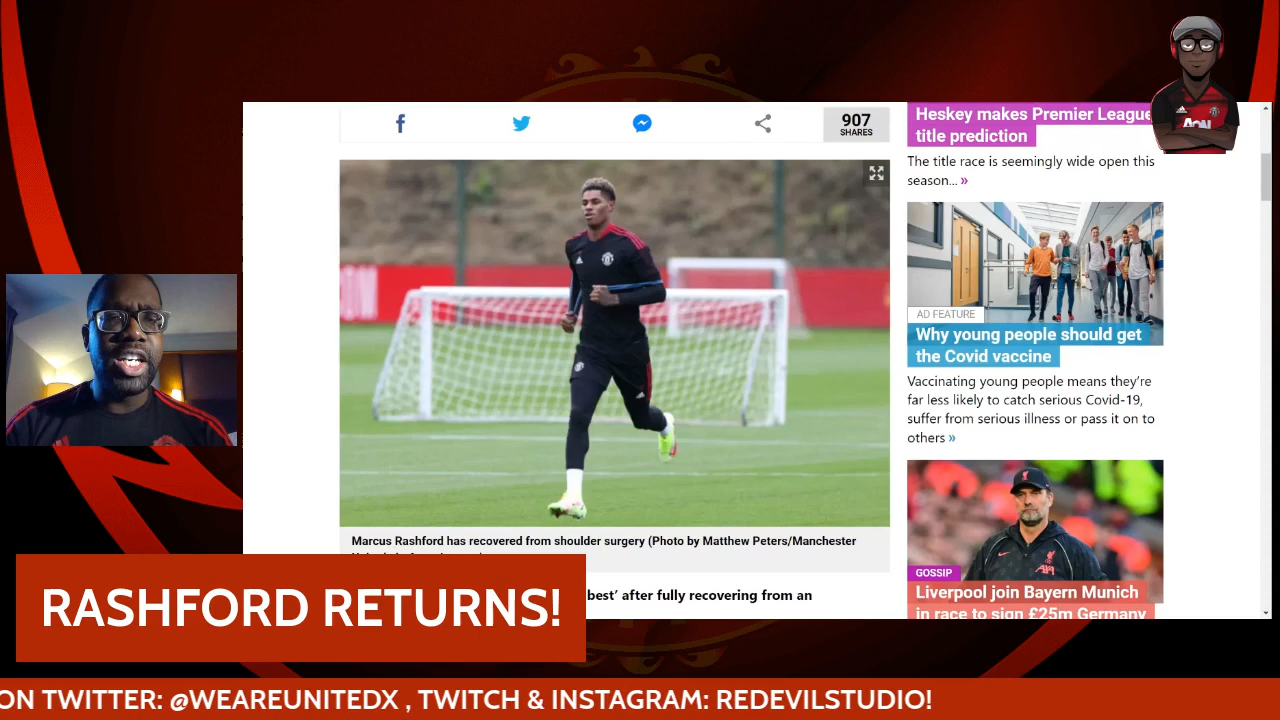 907
SHARES
Marcus Rashford has recovered from shoulder surgery (Photo by Matthew Peters/Manchester
best’ after fully recovering from an
Heskey makes Premier League
title prediction
The title race is seemingly wide open this
season... »
AD FEATURE
Why young people should get
the Covid vaccine
Vaccinating young people means they’re
far less likely to catch serious Covid-19,
suffer from serious illness or pass it on to
others »
GOSSIP
Liverpool join Bayern Munich
in race to sign £25m Germany
AON
RASHFORD RETURNS!
ON TWITTER: @WEAREUNITEDX , TWITCH & INSTAGRAM: REDEVILSTUDIO!